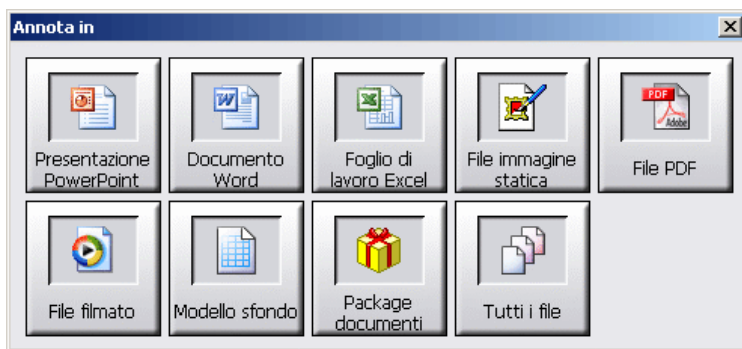 Annota in
Presentazione
PowerPoint
Documento
Word
Foglio di
lavoro Excel
File immagine
statica
PDF
Adobe
File PDF
File filmato
Modello sfondo
Package
documenti
Tutti i file